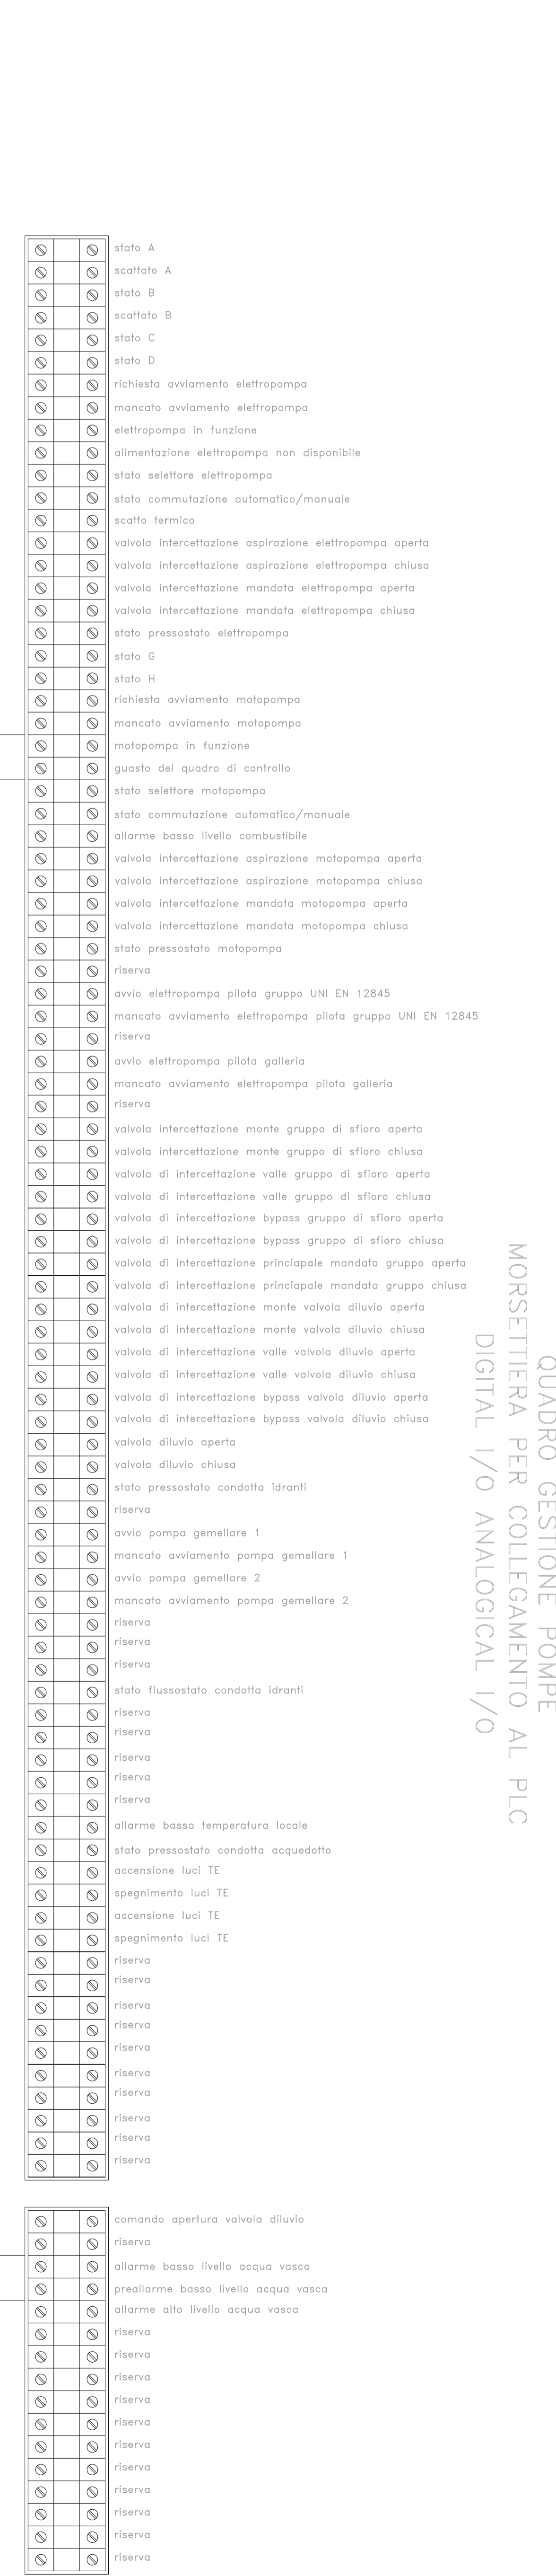 stato A
scattato A
stato B
scattato B
stato C
stato D
richiesta avviamento elettropompa
mancato avviamento elettropompa
elettropompa in funzione
alimentazione elettropompa non disponibile
stato selettore elettropompa
stato commutazione automatico/manuale
scatto termico
valvola intercettazione aspirazione elettropompa aperta
valvola intercettazione aspirazione elettropompa chiusa
valvola intercettazione mandata elettropompa aperta
valvola intercettazione mandata elettropompa chiusa
stato pressostato elettropompa
stato G
stato H
richiesta avviamento motopompa
mancato avviamento motopompa
motopompa in funzione
guasto del quadro di controllo
stato selettore motopompa
stato commutazione automatico/manuale
allarme basso livello combustibile
valvola intercettazione aspirazione motopompa aperta
valvola intercettazione aspirazione motopompa chiusa
valvola intercettazione mandata motopompa aperta
valvola intercettazione mandata motopompa chiusa
stato pressostato motopompa
riserva
avvio elettropompa pilota gruppo UNI EN 12845
mancato avviamento elettropompa pilota gruppo UNI EN 12845
riserva
avvio elettropompa pilota galleria
mancato avviamento elettropompa pilota galleria
riserva
valvola intercettazione monte gruppo di sfioro aperta
valvola intercettazione monte gruppo di sfioro chiusa
valvola di intercettazione valle gruppo di sfioro aperta
valvola di intercettazione valle gruppo di sfioro chiusa
valvola di intercettazione bypass gruppo di sfioro aperta
valvola di intercettazione bypass gruppo di sfioro chiusa
valvola di intercettazione princiapale mandata gruppo aperta
valvola di intercettazione princiapale mandata gruppo chiusa
valvola di intercettazione monte valvola diluvio aperta
valvola di intercettazione monte valvola diluvio chiusa
valvola di intercettazione valle valvola diluvio aperta
valvola di intercettazione valle valvola diluvio chiusa
valvola di intercettazione bypass valvola diluvio aperta
valvola di intercettazione bypass valvola diluvio chiusa
valvola diluvio aperta
valvola diluvio chiusa
stato pressostato condotta idranti
riserva
avvio pompa gemellare 1
mancato avviamento pompa gemellare 1
avvio pompa gemellare 2
mancato avviamento pompa gemellare 2
riserva
riserva
riserva
stato flussostato condotta idranti
riserva
riserva
riserva
riserva
riserva
allarme bassa temperatura locale
stato pressostato condotta acquedotto
accensione luci TE
spegnimento luci TE
accensione luci TE
spegnimento luci TE
riserva
riserva
riserva
riserva
riserva
riserva
riserva
riserva
riserva
riserva
comando apertura valvola diluvio
riserva
allarme basso livello acqua vasca
preallarme basso livello acqua vasca
allarme alto livello acqua vasca
riserva
riserva
riserva
riserva
riserva
riserva
riserva
riserva
riserva
riserva
riserva
QUADRO GESTIONE POMPE
MORSETTIERA PER COLLEGAMENTO AL PLC
DIGITAL I/O ANALOGICAL I/O